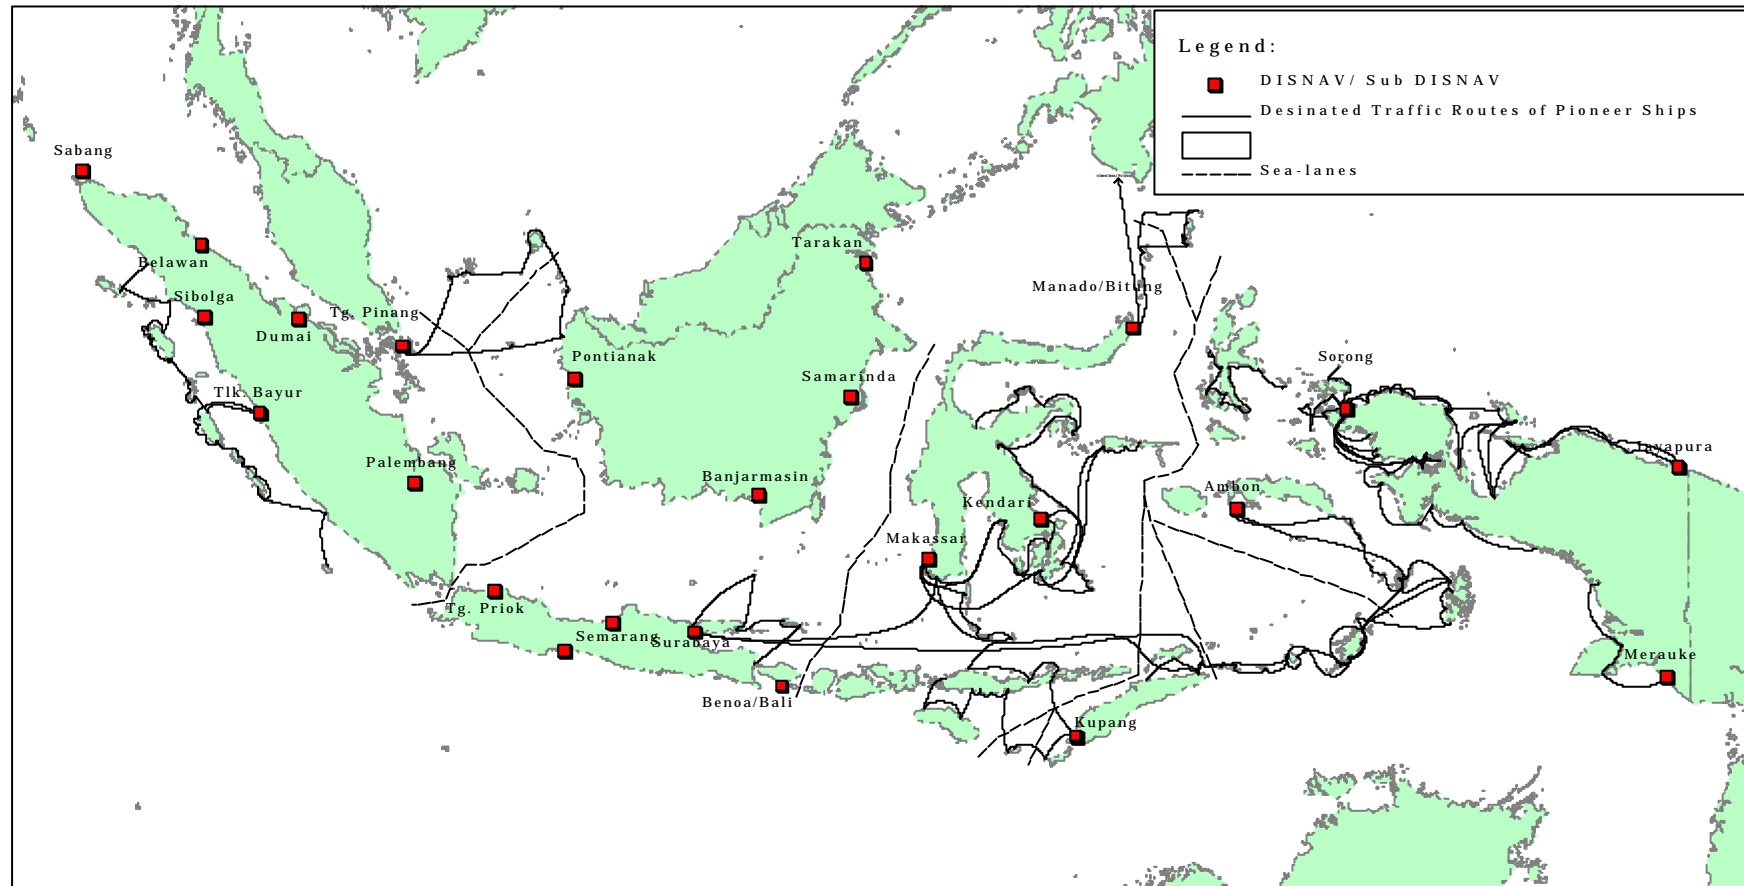 Legend:
DISNAV/ Sub DISNAV
Desinated Traffic Routes of Pioneer Ships
Sea-lanes
Sabang
Belawan
Sibolga
Dumai
Tg. Pinang
Tlk. Bayur
Palembang
Pontianak
Tarakan
Samarinda
Banjarmasin
Manado/Bitung
Sorong
Jayapura
Ambon
Kendari
Makassar
Tg. Priok
Semarang
Surabaya
Benoa/Bali
Kupang
Merauke